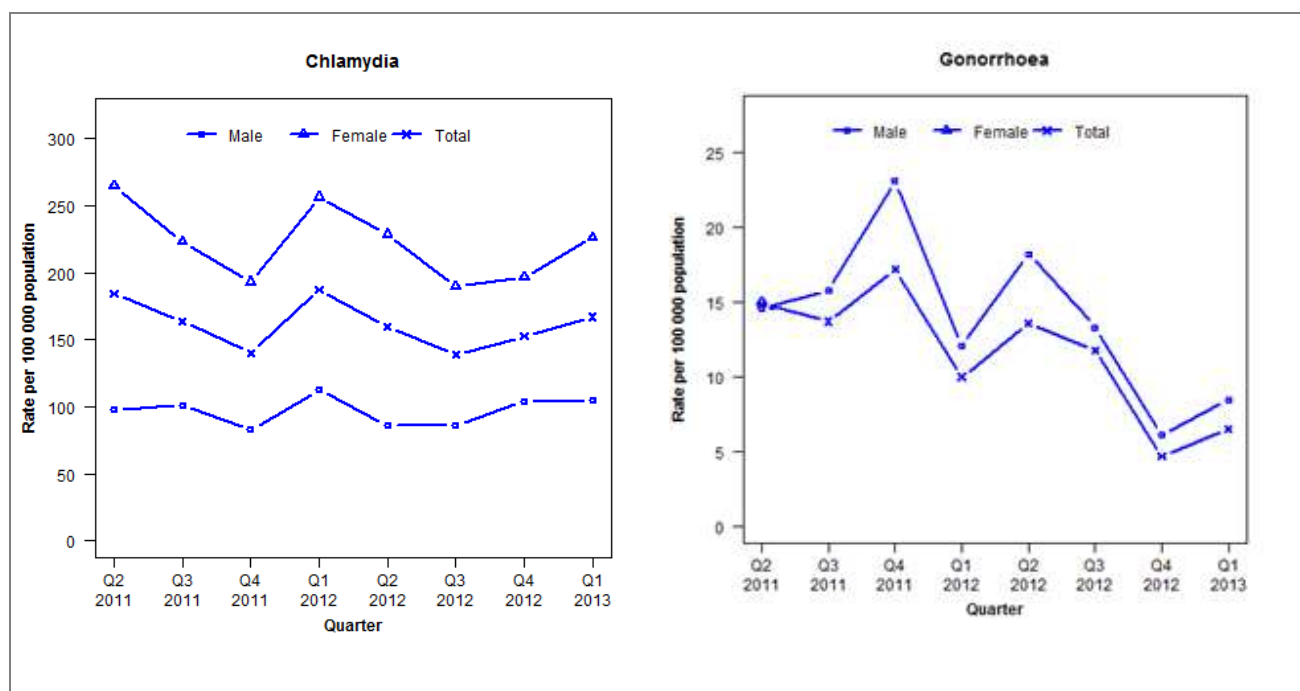 Chlamydia
Male Female Total
300
250
200
150
100
50
0
Rate per 100 000 population
Q2 Q3 Q4 Q1 Q2 Q3 Q4 Q1
2011 2011 2011 2012 2012 2012 2012 2013
Quarter
Gonorrhoea
Male Female Total
25
20
15
10
5
0
Rate per 100 000 population
Q2 Q3 Q4 Q1 Q2 Q3 Q4 Q1
2011 2011 2011 2012 2012 2012 2012 2013
Quarter